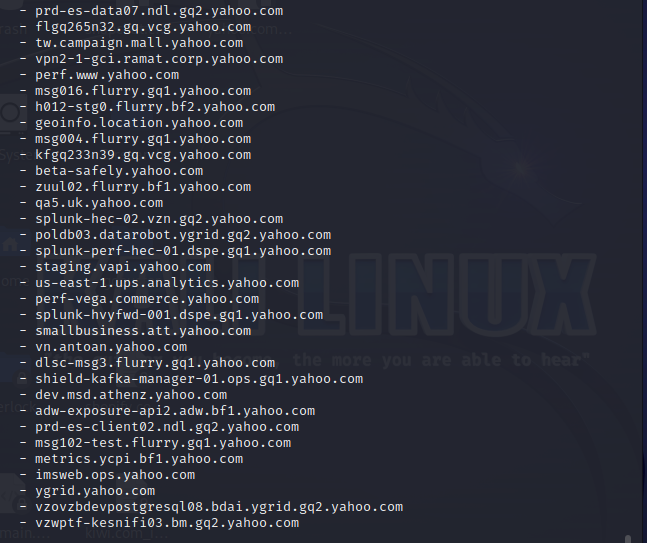 - prd-es-data07.ndl.gq2.yahoo.com
- flgq265n32.gq.vcg.yahoo.com
- tw.campaign.mall.yahoo.com
- vpn2-1-gci.ramat.corp.yahoo.com
- perf.www.yahoo.com
- msg016.flurry.gq1.yahoo.com
- h012-stg0.flurry.bf2.yahoo.com
- geoinfo.location.yahoo.com
- msg004.flurry.gq1.yahoo.com
- kfgq233n39.gq.vcg.yahoo.com
- beta-safely.yahoo.com
- zuul02.flurry.bf1.yahoo.com
- qa5.uk.yahoo.com
- splunk-hec-02.vzn.gq2.yahoo.com
- poldb03.datarobot.ygrid.gq2.yahoo.com
- splunk-perf-hec-01.dspe.gq1.yahoo.com
- staging.vapi.yahoo.com
- us-east-1.ups.analytics.yahoo.com
- perf-vega.commerce.yahoo.com
- splunk-hvyfwd-001.dspe.gq1.yahoo.com
- smallbusiness.att.yahoo.com
- vn.antoan.yahoo.com
- dlsc-msg3.flurry.gq1.yahoo.com
- shield-kafka-manager-01.ops.gq1.yahoo.com
- dev.msd.athenz.yahoo.com
- adw-exposure-api2.adw.bf1.yahoo.com
- prd-es-client02.ndl.gq2.yahoo.com
- msg102-test.flurry.gq1.yahoo.com
- metrics.ycpi.bf1.yahoo.com
- imsweb.ops.yahoo.com
- ygrid.yahoo.com
- vzovzbdevpostgresql08.bdai.ygrid.gq2.yahoo.com
- vzwptf-kesnifi03.bm.gq2.yahoo.com
LINUX
the more you are able to hear"